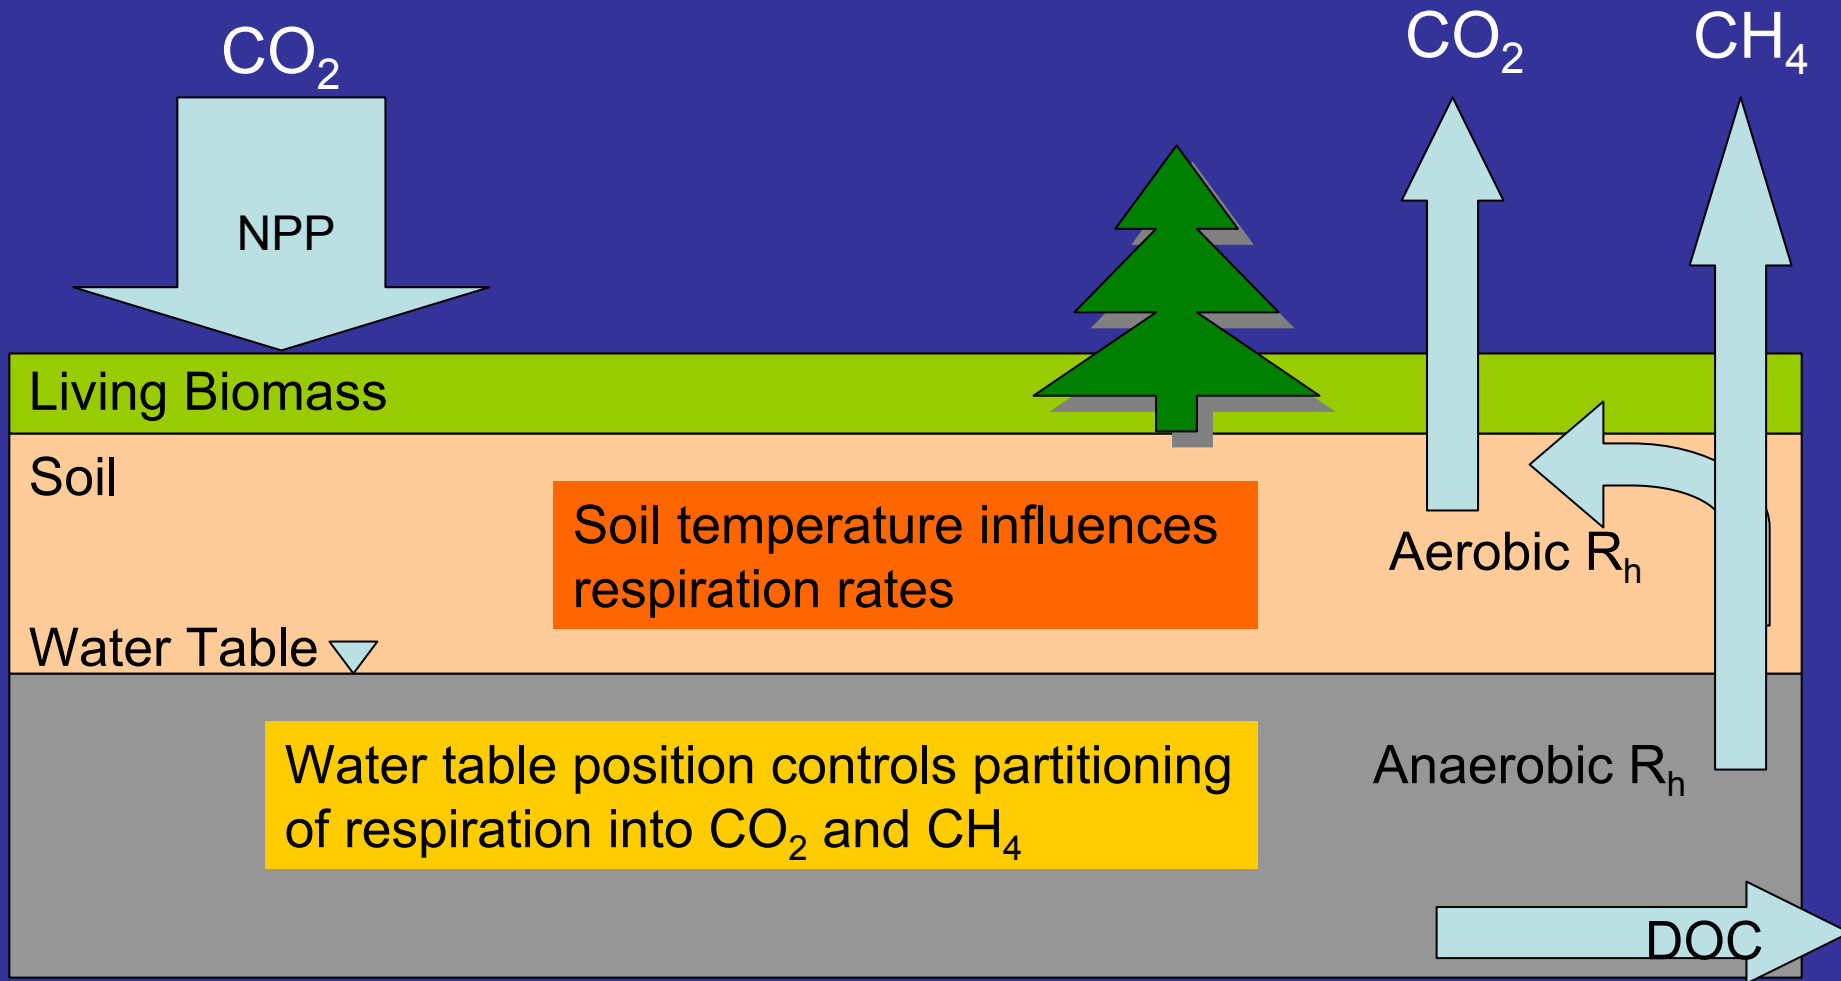 CO₂
CO₂
CH₄
NPP
Living Biomass
Soil
Soil temperature influences
respiration rates
Aerobic Rₕ
Water Table
Water table position controls partitioning
of respiration into CO₂ and CH₄
Anaerobic Rₕ
DOC